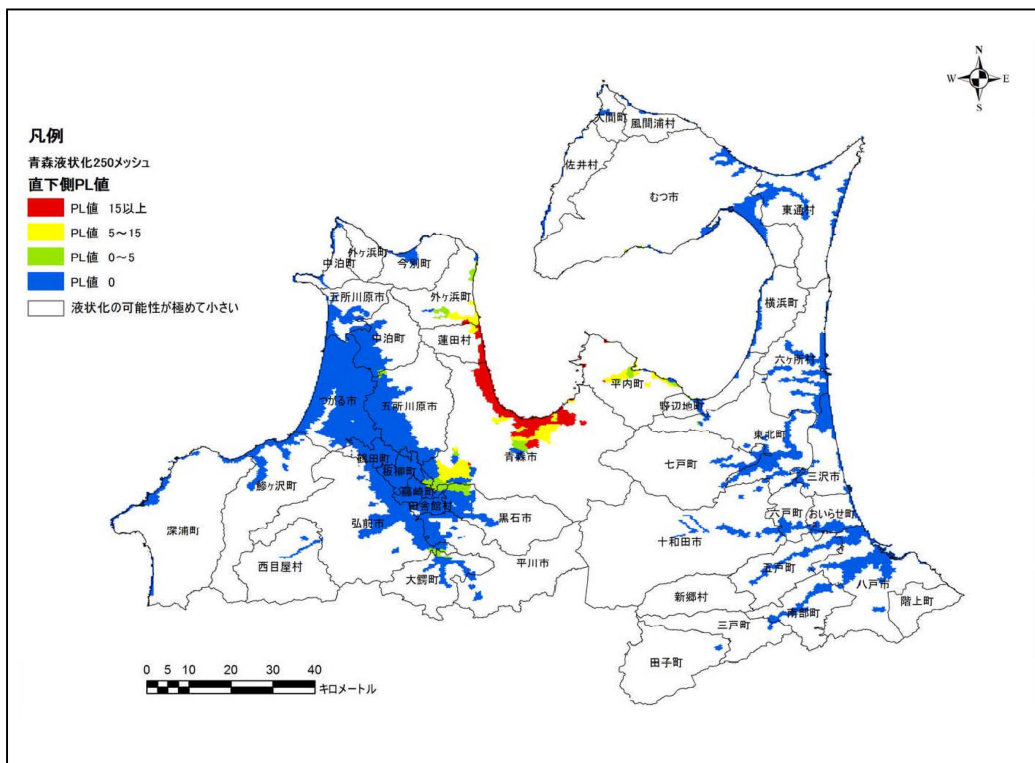 N
W
E
S
凡例
青森液状化250メッシュ
直下側PL値
PL値 15以上
PL値 5～15
PL値 0～5
PL値 0
液状化の可能性が極めて小さい
大間町
風間浦村
佐井村
むつ市
東通村
外ヶ浜町
中泊町
今別町
五所川原市
外ヶ浜町
中泊町
蓬田村
横浜町
六ヶ所村
平内町
つがる市
五所川原市
野辺地町
東北町
青森市
七戸町
鶴田町
板柳町
三沢市
鰺ヶ沢町
藤崎町
田舎館村
六戸町
おいらせ町
黒石市
弘前市
深浦町
十和田市
西目屋村
平川市
五戸町
大鰐町
八戸市
新郷村
階上町
南部町
三戸町
田子町
0 5 10 20 30 40
キロメートル